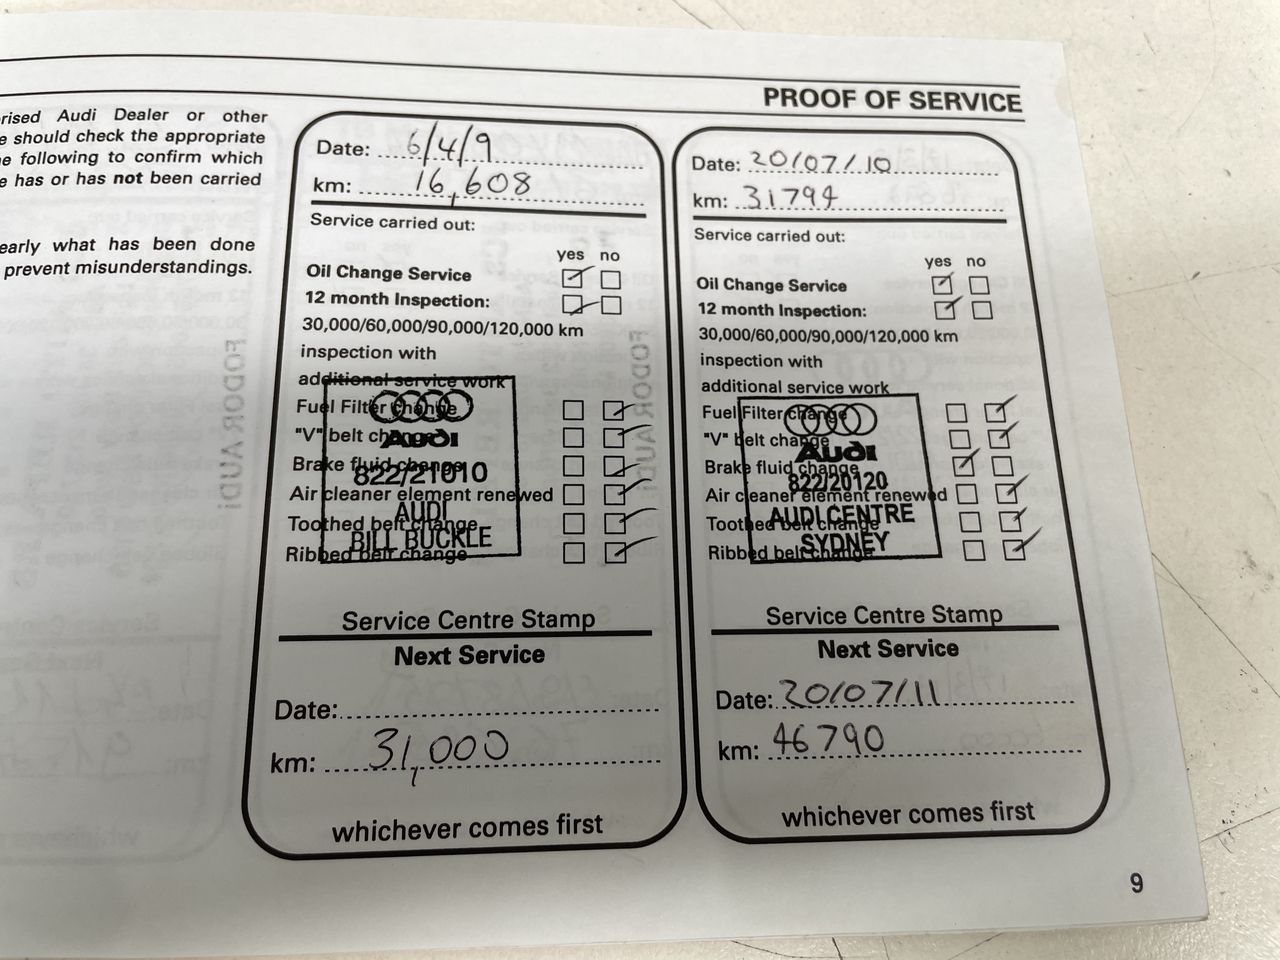 rised Audi Dealer or other
e should check the appropriate
e following to confirm which
e has or has not been carried
early what has been done
prevent misunderstandings.
PROOF OF SERVICE
Date: 6/4/9
km: 16,608
Service carried out:
yes no
Oil Change Service
12 month Inspection:
30,000/60,000/90,000/120,000 km
inspection with
additional service work
Fuel Filter change
"V" belt change
Brake fluid change
Air cleaner element renewed
Toothed belt change
Ribbed belt change
Audi
822/21010
AUDI
BILL BUCKLE
Service Centre Stamp
Next Service
Date:
km: 31,000
whichever comes first
Date: 20/07/10
km: 31794
Service carried out:
yes no
Oil Change Service
12 month Inspection:
30,000/60,000/90,000/120,000 km
inspection with
additional service work
Fuel Filter change
"V" belt change
Brake fluid change
Air cleaner element renewed
Toothed belt change
Ribbed belt change
Audi
822/20120
AUDI CENTRE
SYDNEY
Service Centre Stamp
Next Service
Date: 20/07/11
km: 46790
whichever comes first
9